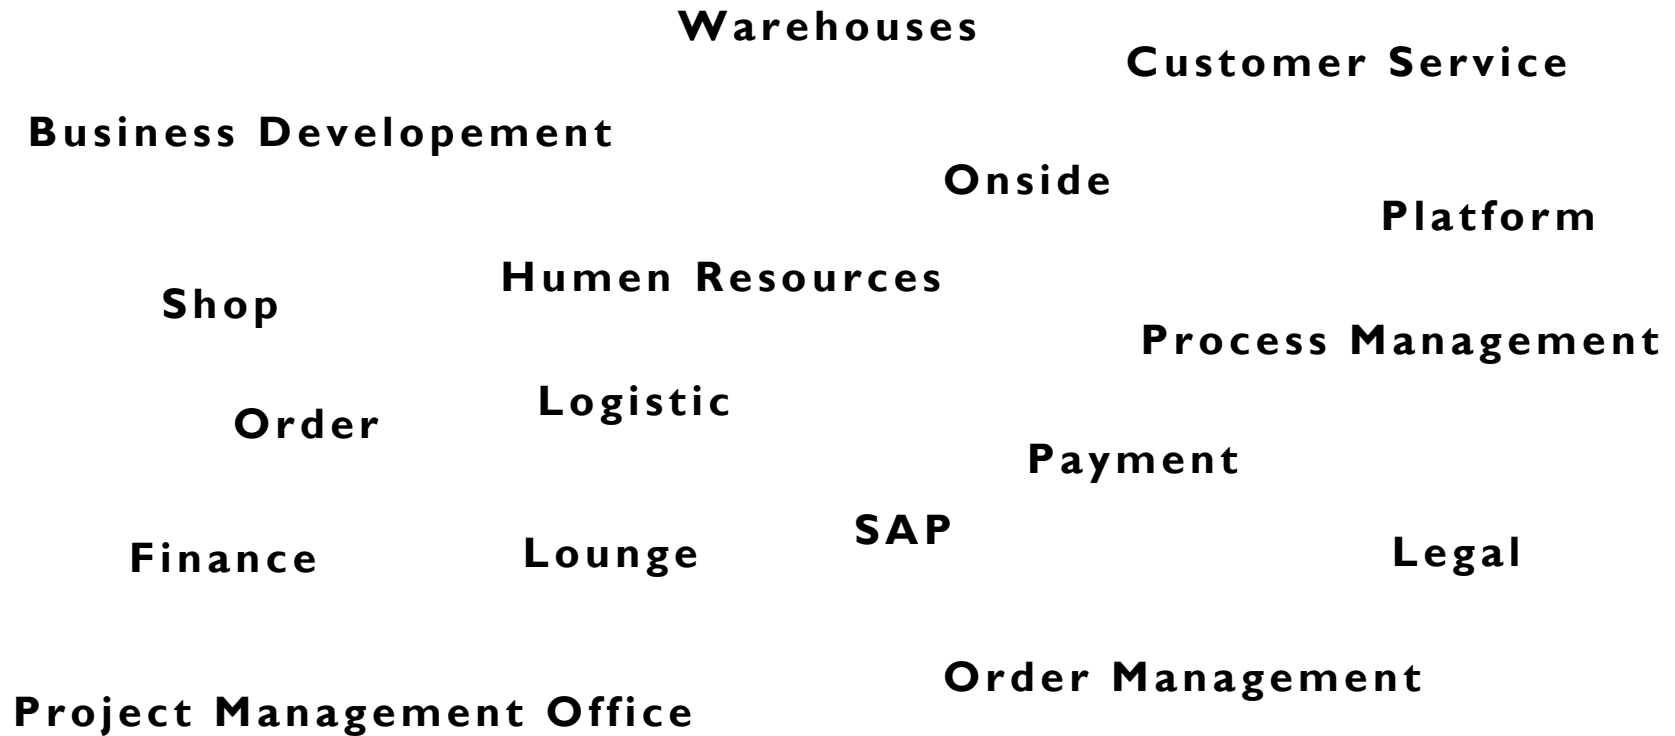 Warehouses
Customer Service
Business Developement
Onside
Platform
Humen Resources
Shop
Process Management
Logistic
Order
Payment
SAP
Finance
Lounge
Legal
Order Management
Project Management Office